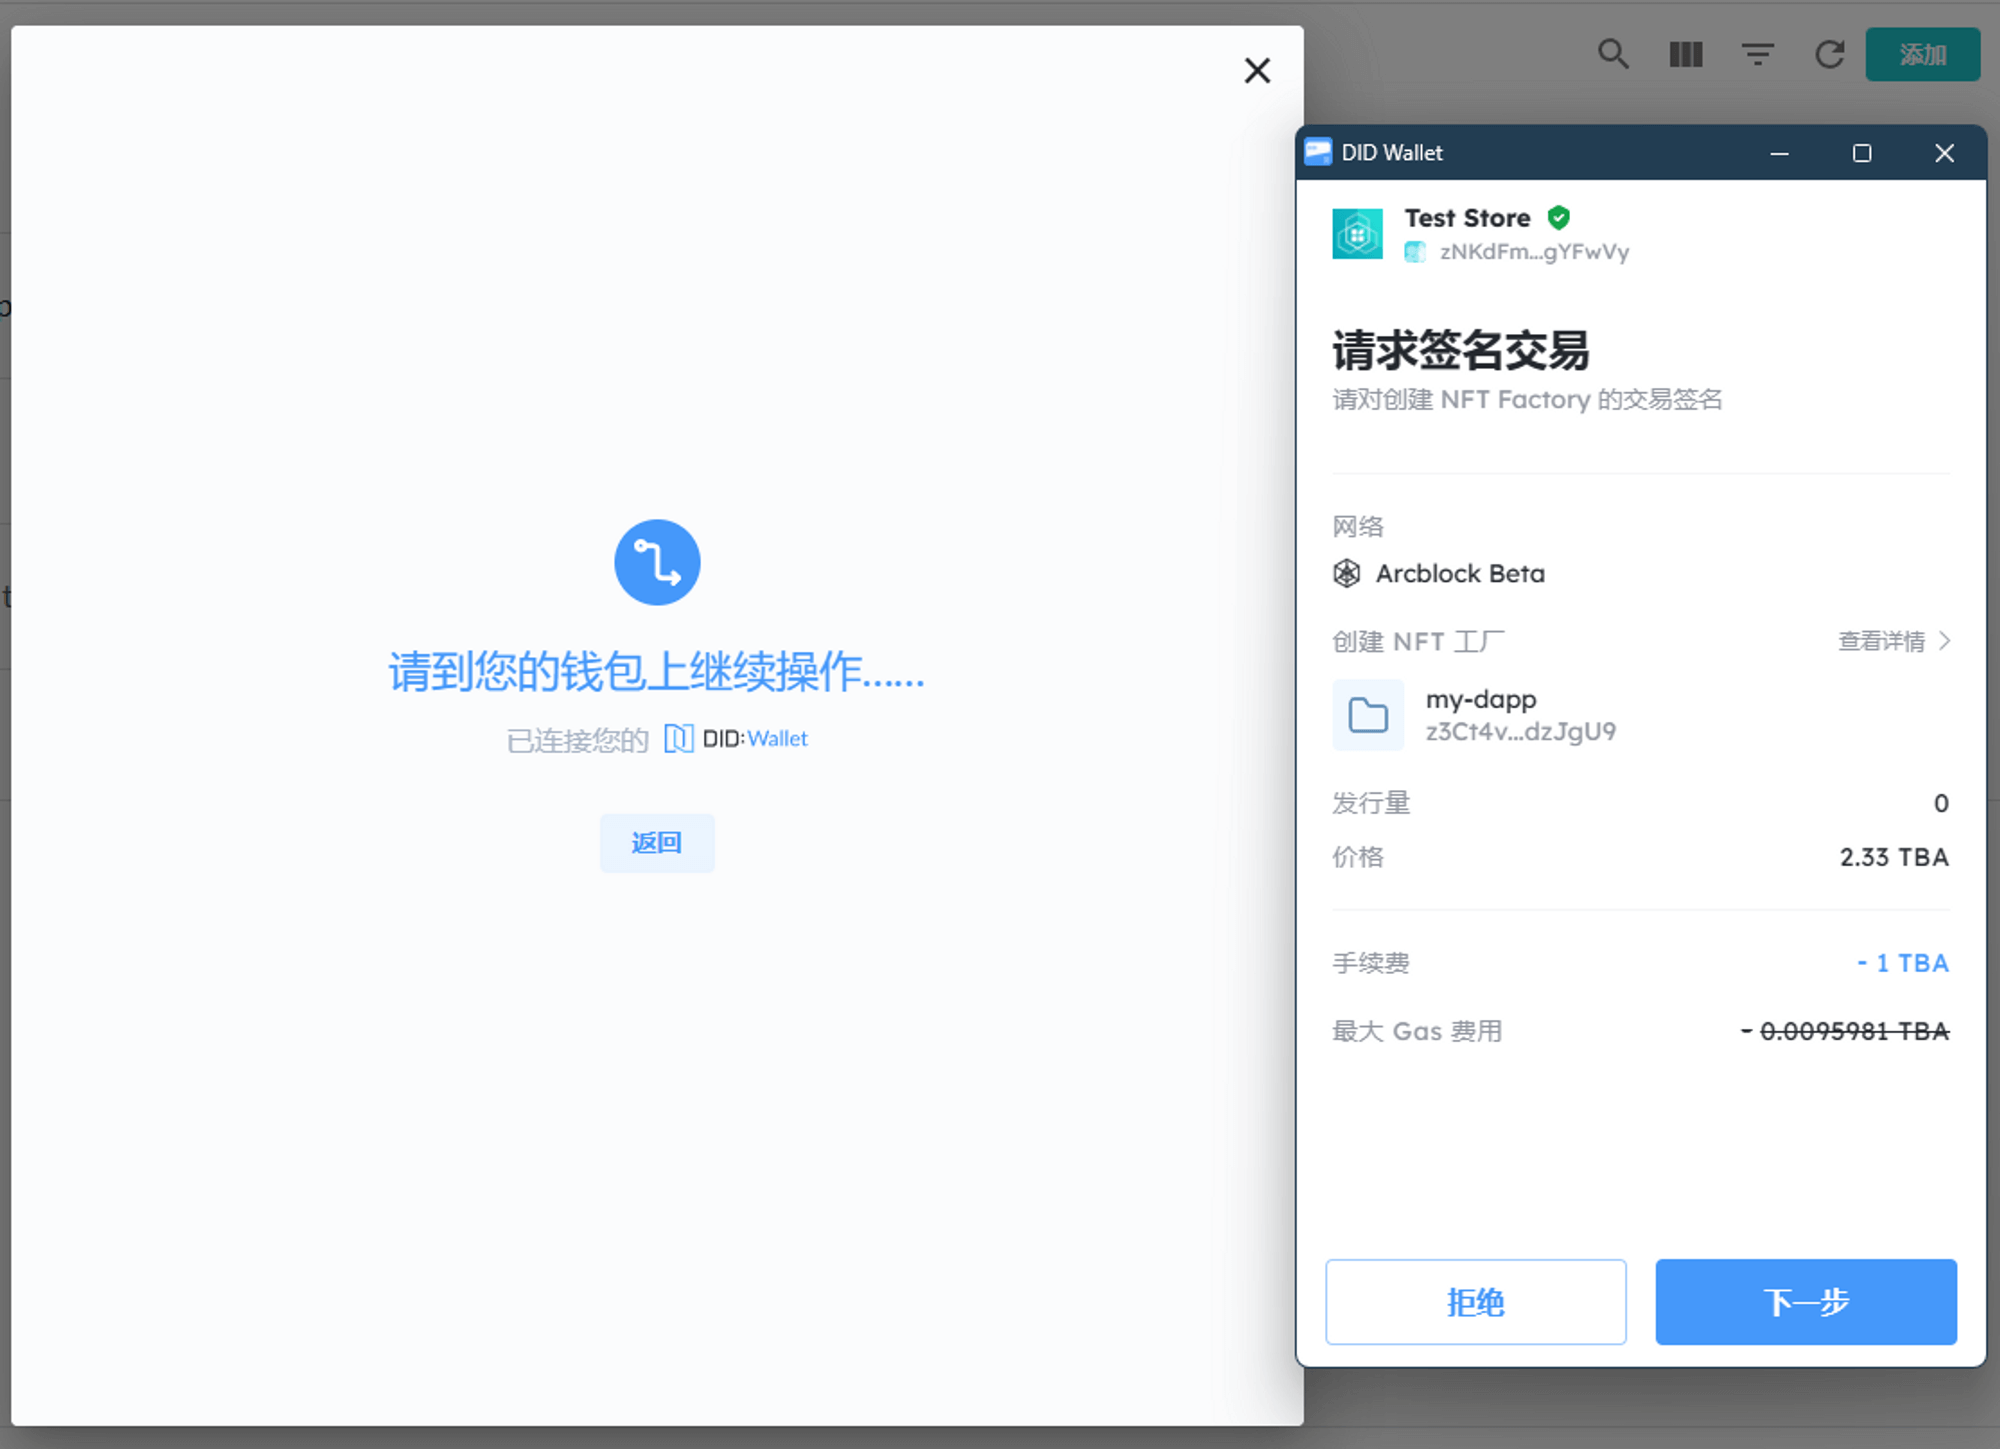 添加
请到您的钱包上继续操作……
已连接您的 DID:Wallet
返回
DID Wallet
Test Store
zNKdFm...gYFwVy
请求签名交易
请对创建 NFT Factory 的交易签名
网络
Arcblock Beta
创建 NFT 工厂 查看详情
my-dapp
z3Ct4v...dzJgU9
发行量 0
价格 2.33 TBA
手续费 - 1 TBA
最大 Gas 费用 - 0.0095981 TBA
拒绝 下一步